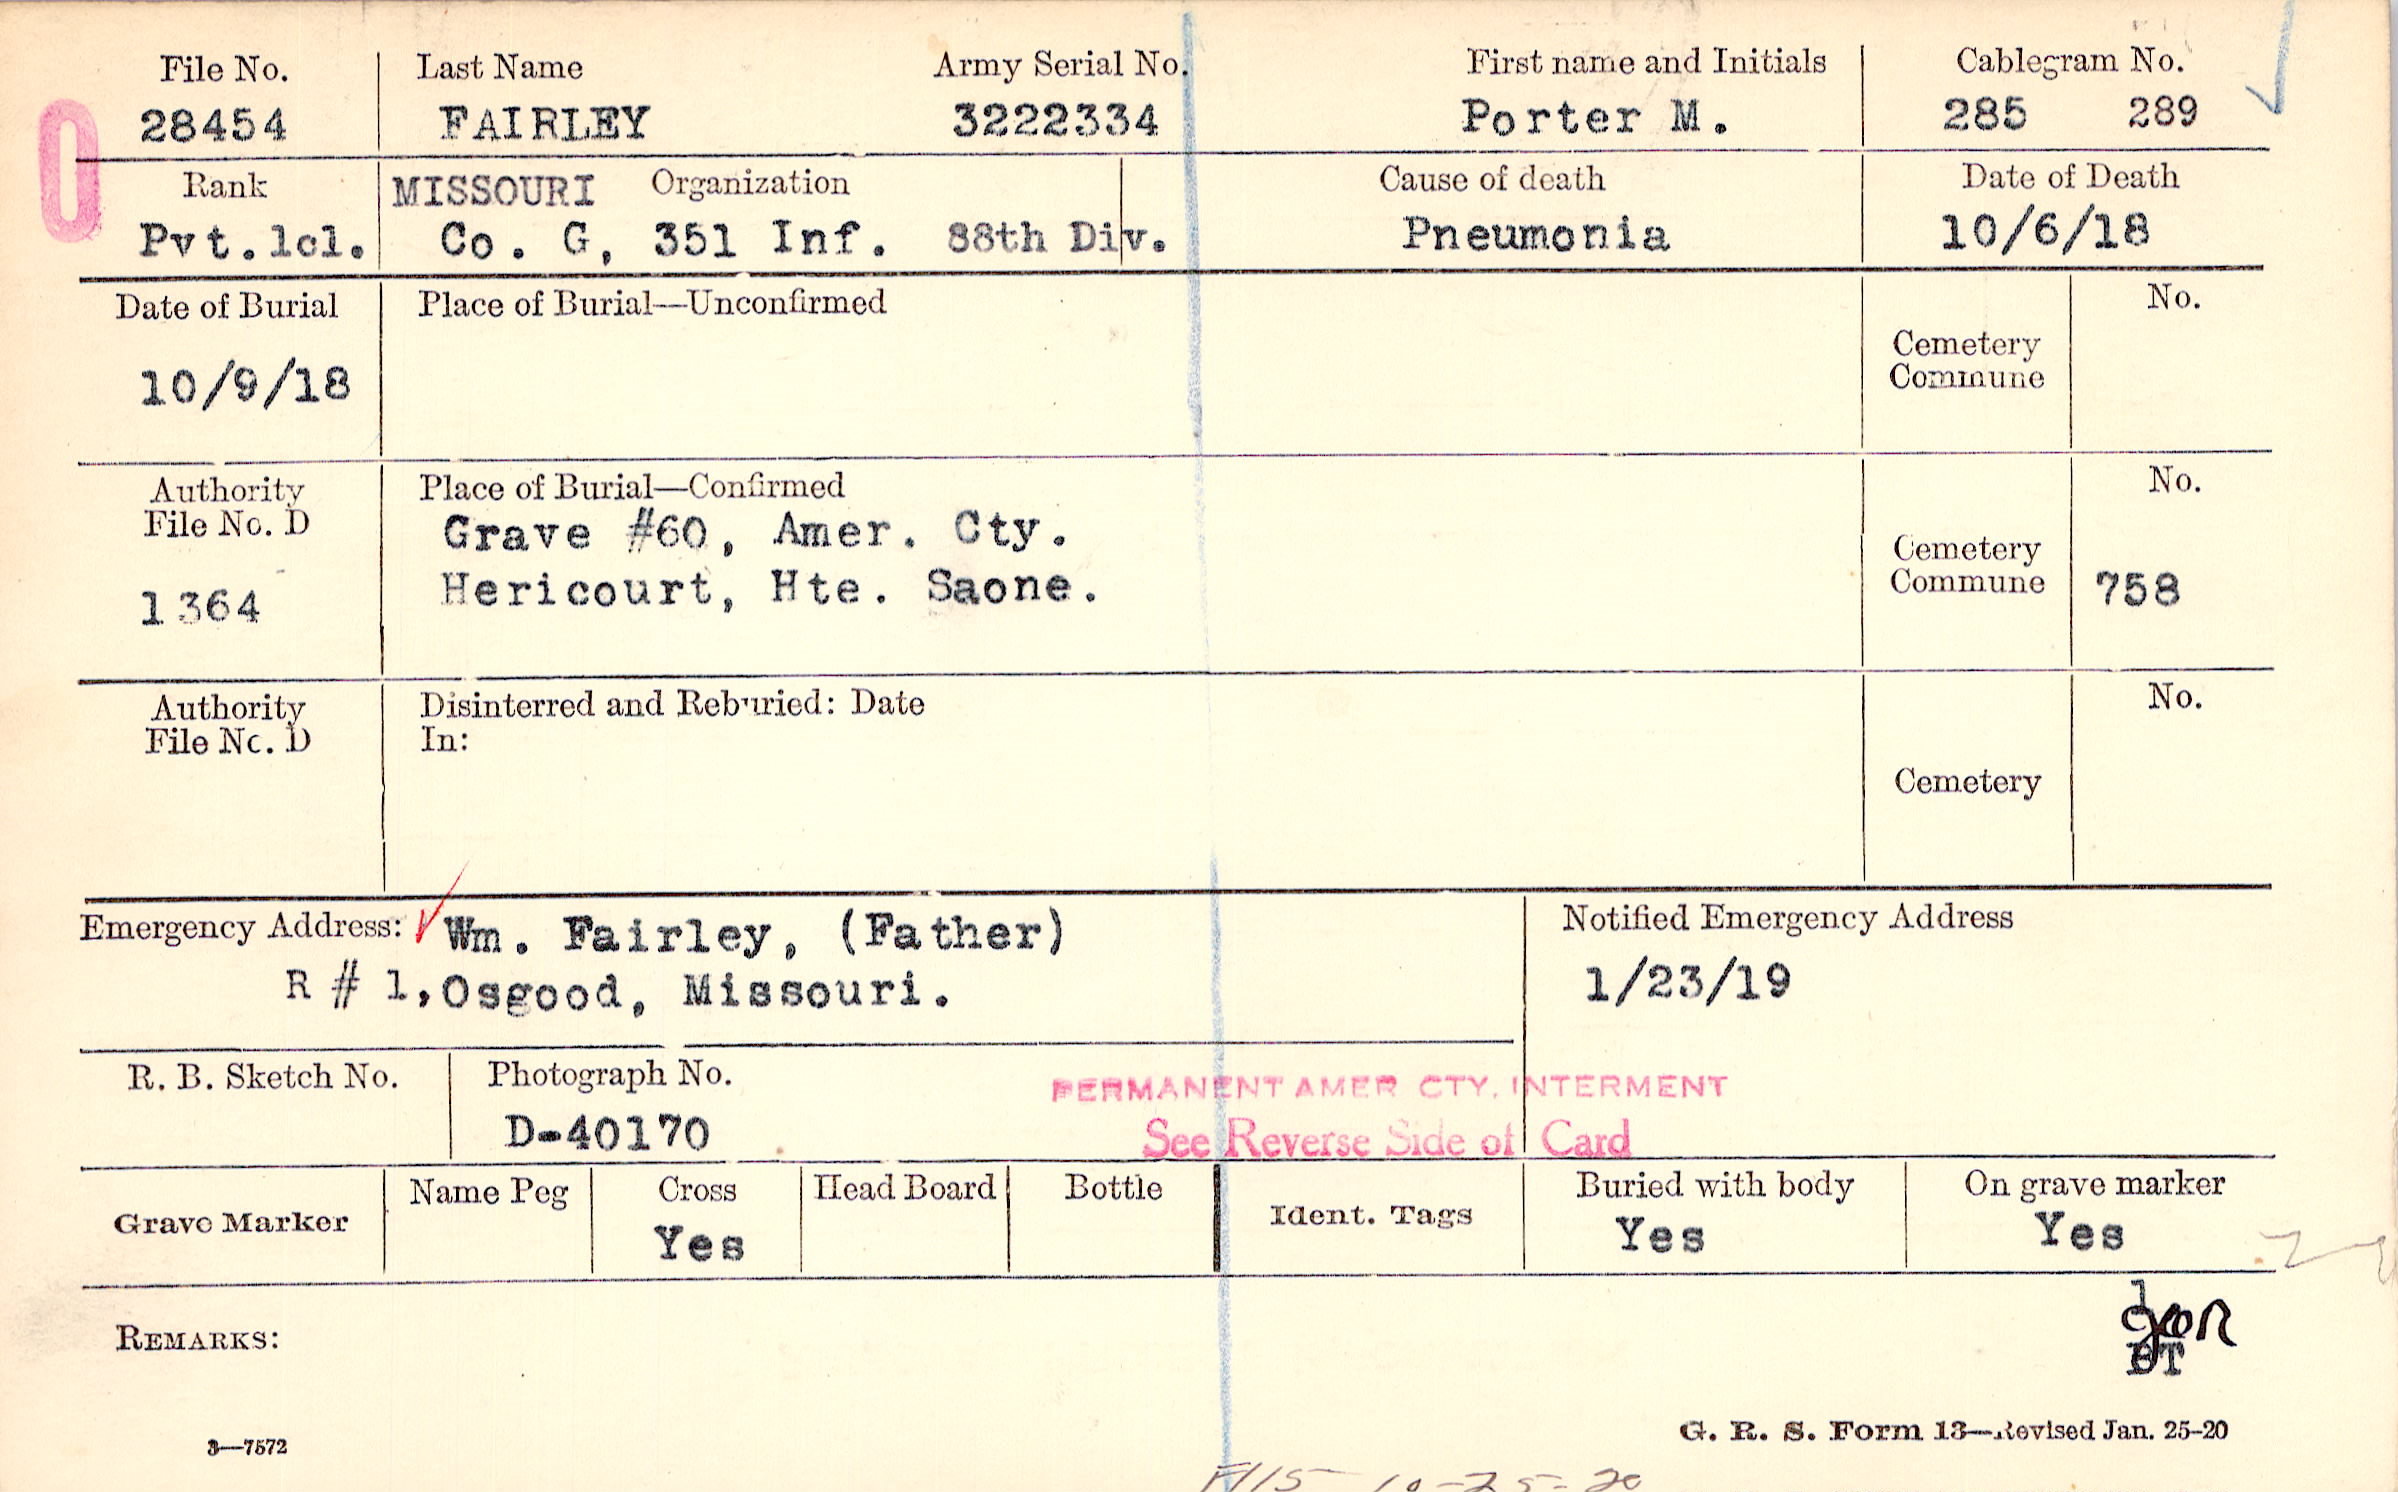 File No. Last Name Army Serial No. First name and Initials Cablegram No.
28454 FAIRLEY 3222334 Porter M. 285 289
Rank MISSOURI Organization Cause of death Date of Death
Pvt.1cl. Co. G, 351 Inf. 88th Div. Pneumonia 10/6/18
Date of Burial Place of Burial—Unconfirmed No.
Cemetery
Commune
10/9/18
Authority Place of Burial—Confirmed No.
File No. D Grave #60, Amer. Cty.
Cemetery
1364 Hericourt, Hte. Saone. Commune 758
Authority Disinterred and Reburied: Date No.
File No. D In:
Cemetery
Emergency Address: Wm. Fairley, (Father) Notified Emergency Address
R # 1, Osgood, Missouri. 1/23/19
R. B. Sketch No. Photograph No. PERMANENT AMER CTY. INTERMENT
D-40170 See Reverse Side of Card
Grave Marker Name Peg Cross Head Board Bottle Ident. Tags Buried with body On grave marker
Yes Yes Yes
REMARKS:
BT
3—7572 G. R. S. Form 13—Revised Jan. 25-20
10-25-20